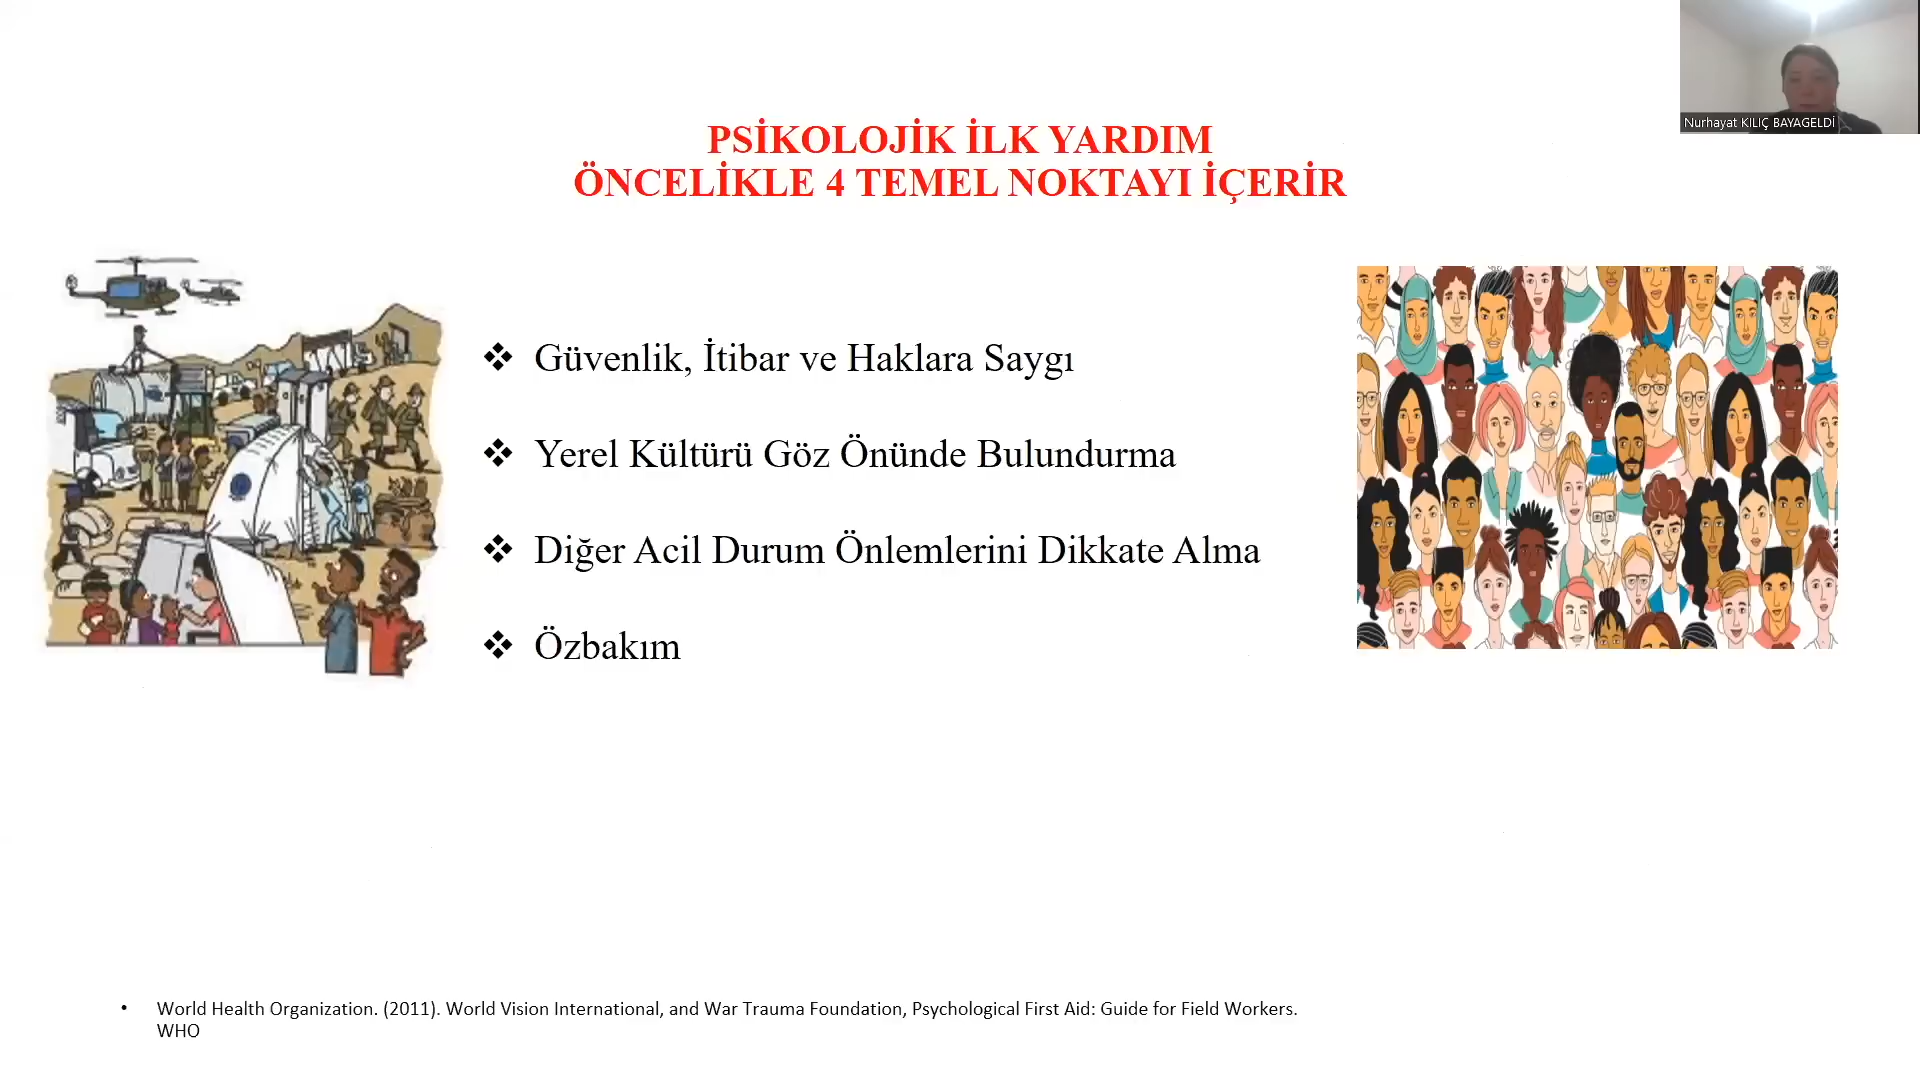 Nurhayat KILIÇ BAYAGELDİ
PSİKOLOJİK İLK YARDIM
ÖNCELİKLE 4 TEMEL NOKTAYI İÇERİR
❖ Güvenlik, İtibar ve Haklara Saygı
❖ Yerel Kültürü Göz Önünde Bulundurma
❖ Diğer Acil Durum Önlemlerini Dikkate Alma
❖ Özbakım
• World Health Organization. (2011). World Vision International, and War Trauma Foundation, Psychological First Aid: Guide for Field Workers.
WHO